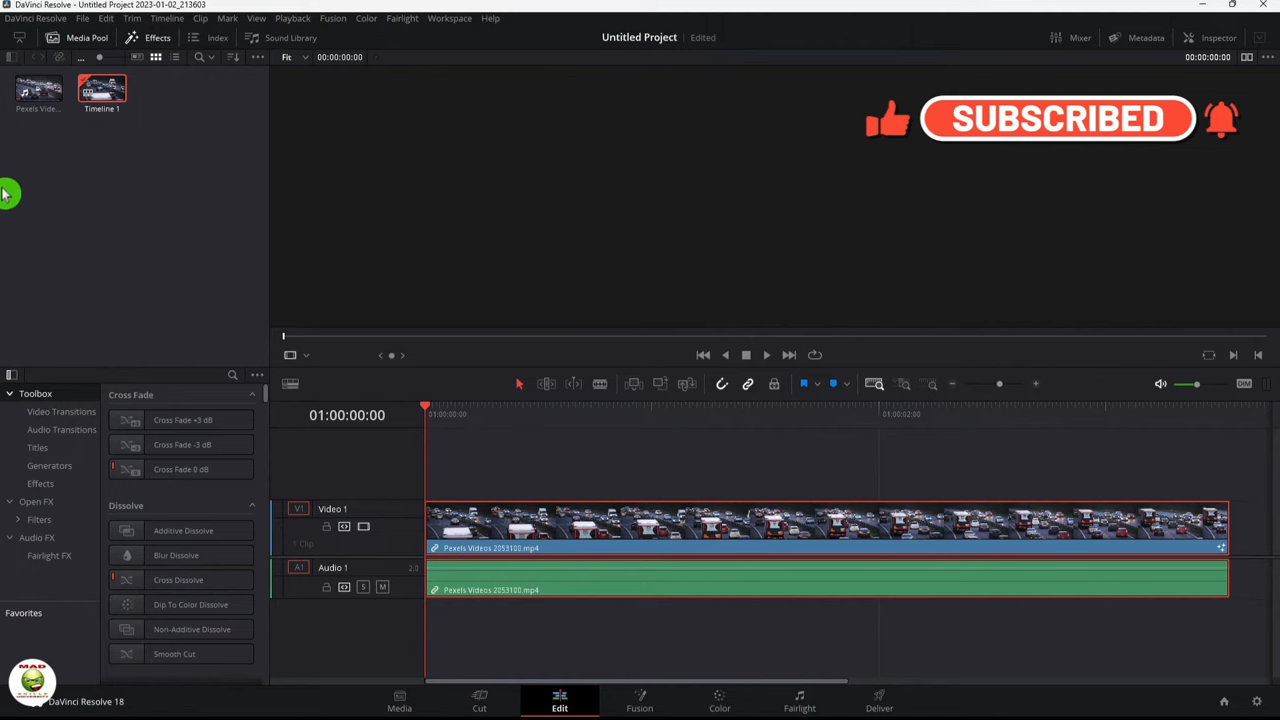 DaVinci Resolve - Untitled Project 2023-01-02_213603
DaVinci Resolve File Edit Trim Timeline Clip Mark View Playback Fusion Color Fairlight Workspace Help
Media Pool Effects Index Sound Library Untitled Project Edited Mixer Metadata Inspector
... Fit 00:00:00:00 00:00:00:00
Pexels Vide... Timeline 1
SUBSCRIBED
Toolbox
Video Transitions
Audio Transitions
Titles
Generators
Effects
Open FX
Filters
Audio FX
Fairlight FX
Favorites
Cross Fade
Cross Fade +3 dB
Cross Fade -3 dB
Cross Fade 0 dB
Dissolve
Additive Dissolve
Blur Dissolve
Cross Dissolve
Dip To Color Dissolve
Non-Additive Dissolve
Smooth Cut
DIM
01:00:00:00 01:00:00:00 01:00:02:00
V1 Video 1
1 Clip
Pexels Videos 2053100.mp4
A1 Audio 1 2.0
S M
Pexels Videos 2053100.mp4
MAD
DaVinci Resolve 18
Media Cut Edit Fusion Color Fairlight Deliver